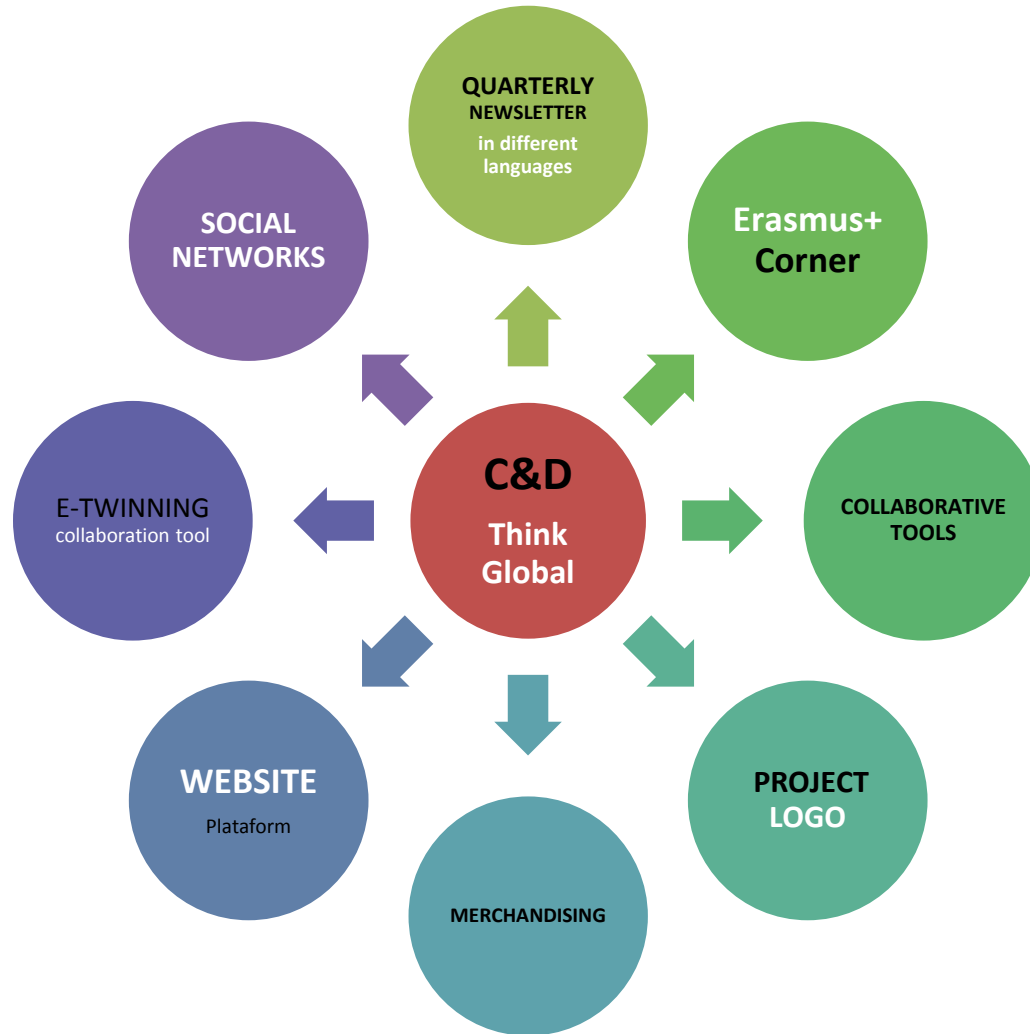 QUARTERLY
NEWSLETTER
in different
languages
Erasmus+
Corner
COLLABORATIVE
TOOLS
PROJECT
LOGO
MERCHANDISING
WEBSITE
Plataform
E-TWINNING
collaboration tool
SOCIAL
NETWORKS
C&D
Think
Global